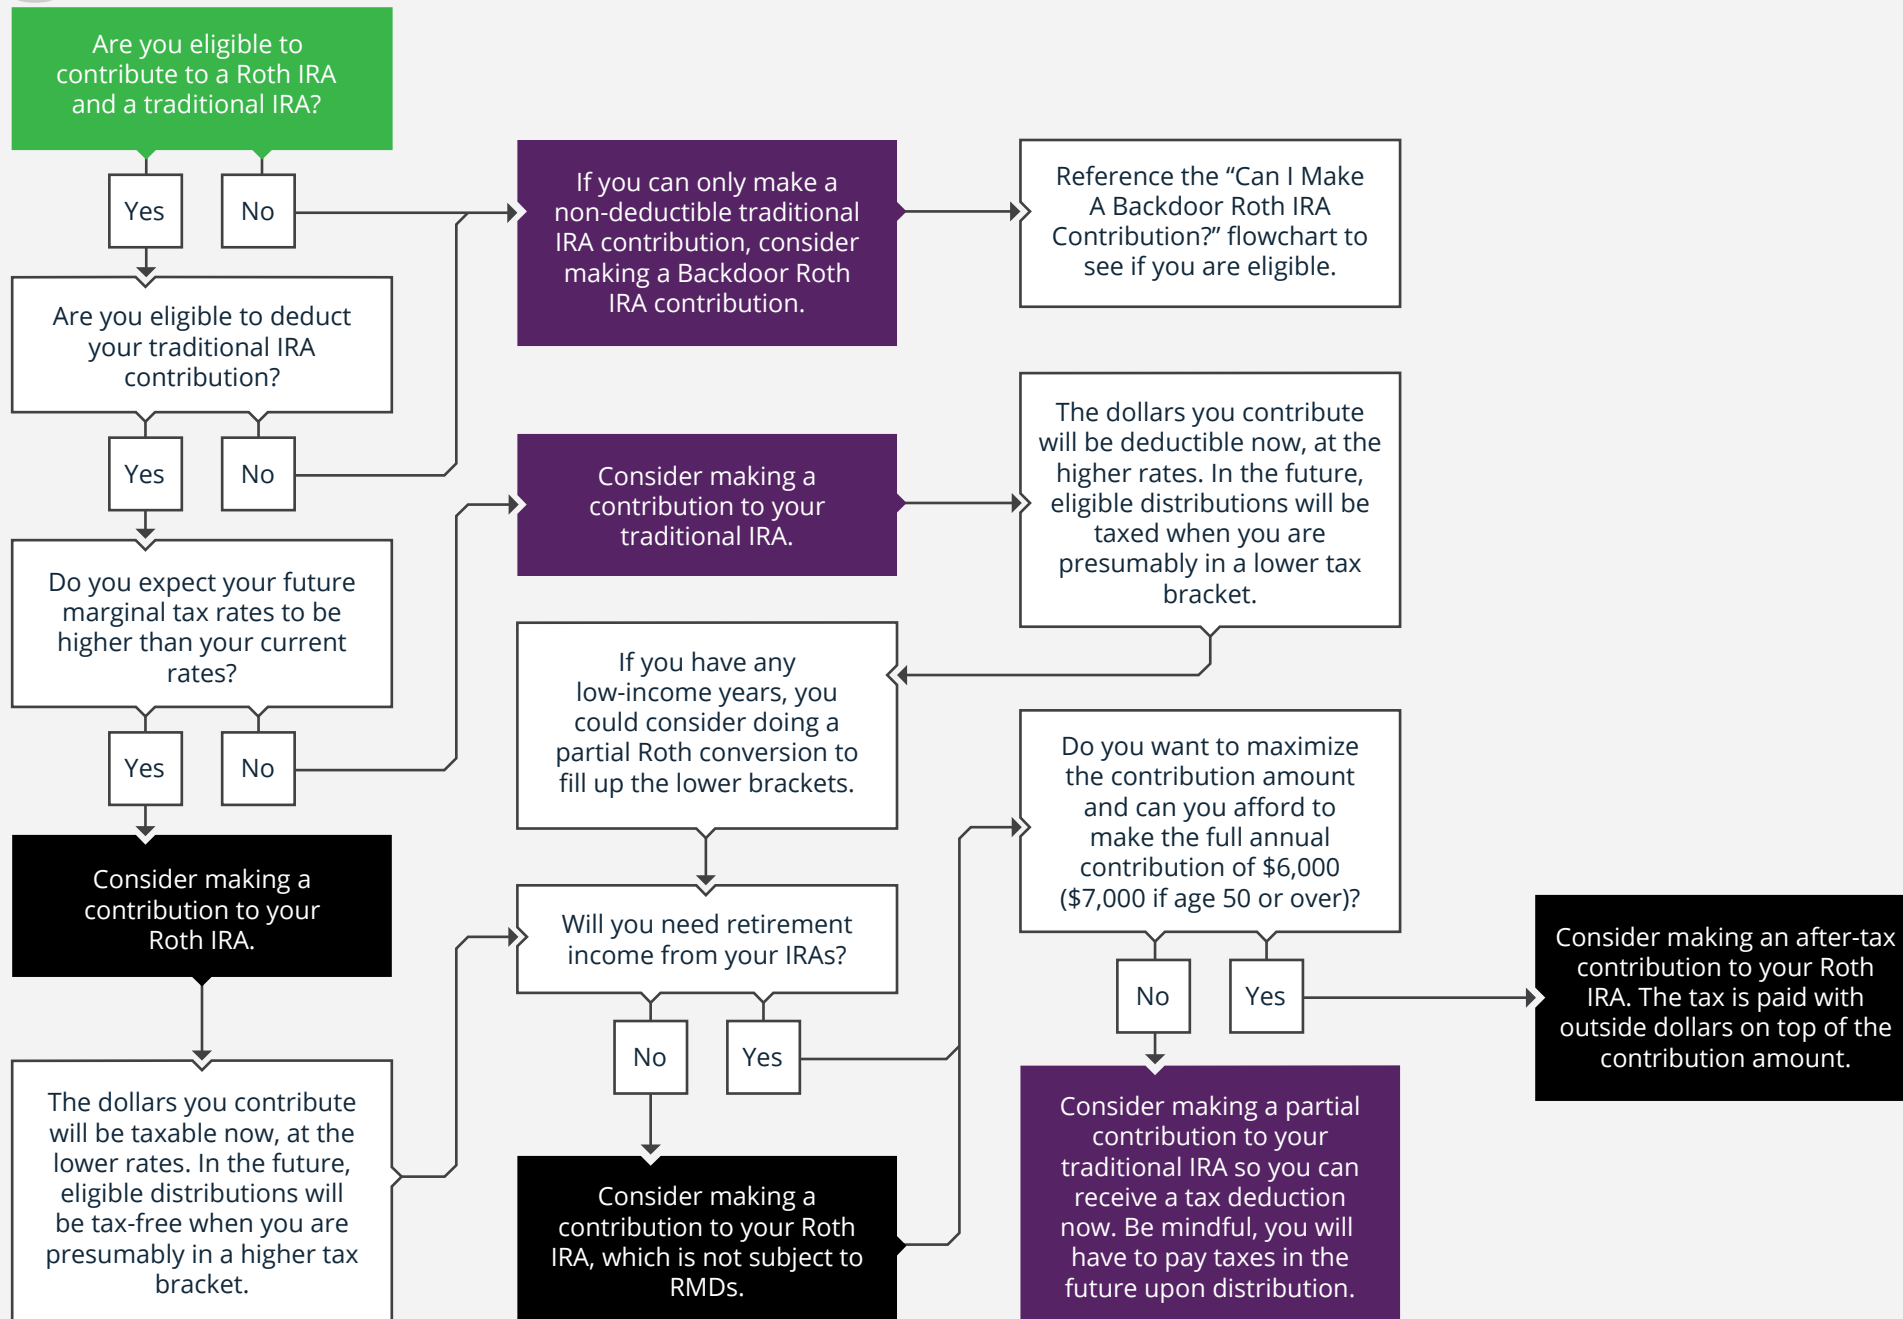 Are you eligible to
contribute to a Roth IRA
and a traditional IRA?
Yes
No
If you can only make a
non-deductible traditional
IRA contribution, consider
making a Backdoor Roth
IRA contribution.
Reference the “Can I Make
A Backdoor Roth IRA
Contribution?” flowchart to
see if you are eligible.
Are you eligible to deduct
your traditional IRA
contribution?
Yes
No
Consider making a
contribution to your
traditional IRA.
The dollars you contribute
will be deductible now, at the
higher rates. In the future,
eligible distributions will be
taxed when you are
presumably in a lower tax
bracket.
Do you expect your future
marginal tax rates to be
higher than your current
rates?
Yes
No
If you have any
low-income years, you
could consider doing a
partial Roth conversion to
fill up the lower brackets.
Consider making a
contribution to your
Roth IRA.
The dollars you contribute
will be taxable now, at the
lower rates. In the future,
eligible distributions will
be tax-free when you are
presumably in a higher tax
bracket.
Will you need retirement
income from your IRAs?
No
Yes
Consider making a
contribution to your Roth
IRA, which is not subject to
RMDs.
Do you want to maximize
the contribution amount
and can you afford to
make the full annual
contribution of $6,000
($7,000 if age 50 or over)?
No
Yes
Consider making a partial
contribution to your
traditional IRA so you can
receive a tax deduction
now. Be mindful, you will
have to pay taxes in the
future upon distribution.
Consider making an after-tax
contribution to your Roth
IRA. The tax is paid with
outside dollars on top of the
contribution amount.